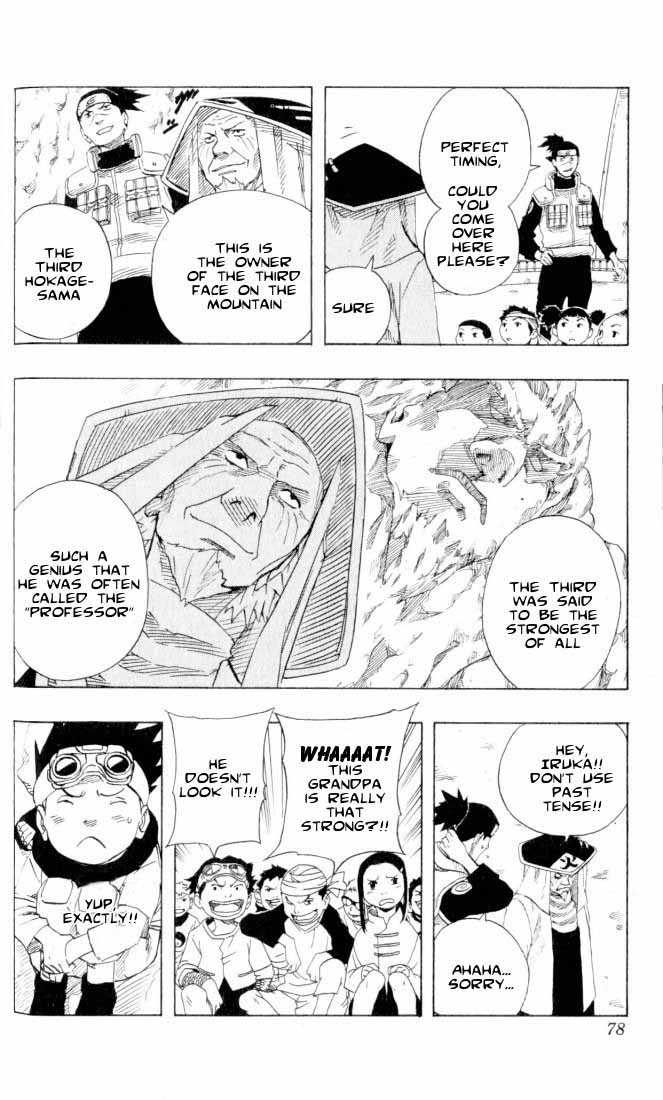 PERFECT
TIMING,
COULD
YOU
COME
OVER
HERE
PLEASE?
SURE
THIS IS
THE OWNER
OF THE THIRD
FACE ON THE
MOUNTAIN
THE
THIRD
HOKAGE-
SAMA
THE THIRD
WAS SAID
TO BE THE
STRONGEST
OF ALL
SUCH A
GENIUS THAT
HE WAS OFTEN
CALLED THE
"PROFESSOR"
HEY,
IRUKA!!
DON'T USE
PAST
TENSE!!
AHAHA...
SORRY...
WHAAAAT!
THIS
GRANDPA
IS REALLY
THAT
STRONG?!!
HE
DOESN'T
LOOK IT!!!
YUP,
EXACTLY!!
78